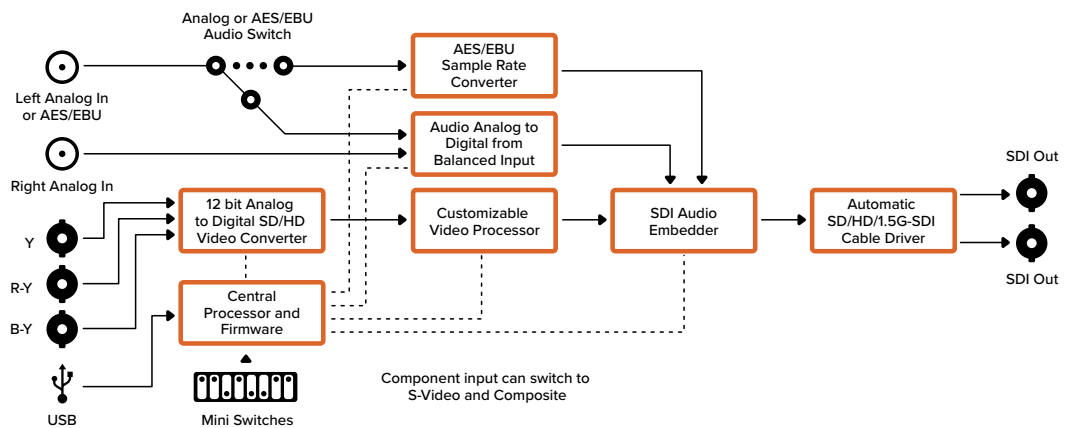 Analog or AES/EBU
Audio Switch
Left Analog In
or AES/EBU
Right Analog In
AES/EBU
Sample Rate
Converter
Audio Analog to
Digital from
Balanced Input
Y
R-Y
B-Y
USB
12 bit Analog
to Digital SD/HD
Video Converter
Customizable
Video Processor
SDI Audio
Embedder
Automatic
SD/HD/1.5G-SDI
Cable Driver
SDI Out
SDI Out
Central
Processor and
Firmware
Mini Switches
Component input can switch to
S-Video and Composite